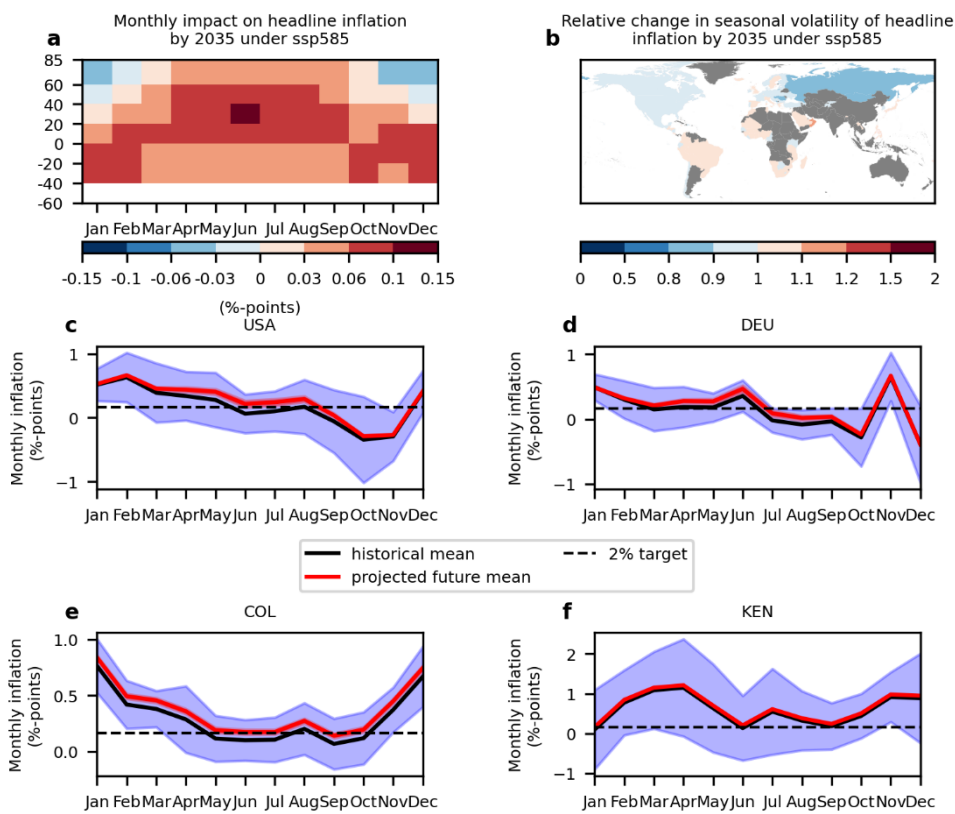 Monthly impact on headline inflation
by 2035 under ssp585
a
85
60
40
20
0
-20
-40
-60
Jan Feb Mar Apr May Jun Jul Aug Sep Oct Nov Dec
-0.15 -0.1 -0.06 -0.03 0 0.03 0.06 0.1 0.15
(%-points)
Relative change in seasonal volatility of headline
inflation by 2035 under ssp585
b
0 0.5 0.8 0.9 1 1.1 1.2 1.5 2
c
USA
Monthly inflation
(%-points)
1
0
−1
Jan Feb Mar Apr May Jun Jul Aug Sep Oct Nov Dec
d
DEU
Monthly inflation
(%-points)
1
0
−1
Jan Feb Mar Apr May Jun Jul Aug Sep Oct Nov Dec
historical mean
projected future mean
2% target
e
COL
Monthly inflation
(%-points)
1.0
0.5
0.0
Jan Feb Mar Apr May Jun Jul Aug Sep Oct Nov Dec
f
KEN
Monthly inflation
(%-points)
2
1
0
−1
Jan Feb Mar Apr May Jun Jul Aug Sep Oct Nov Dec